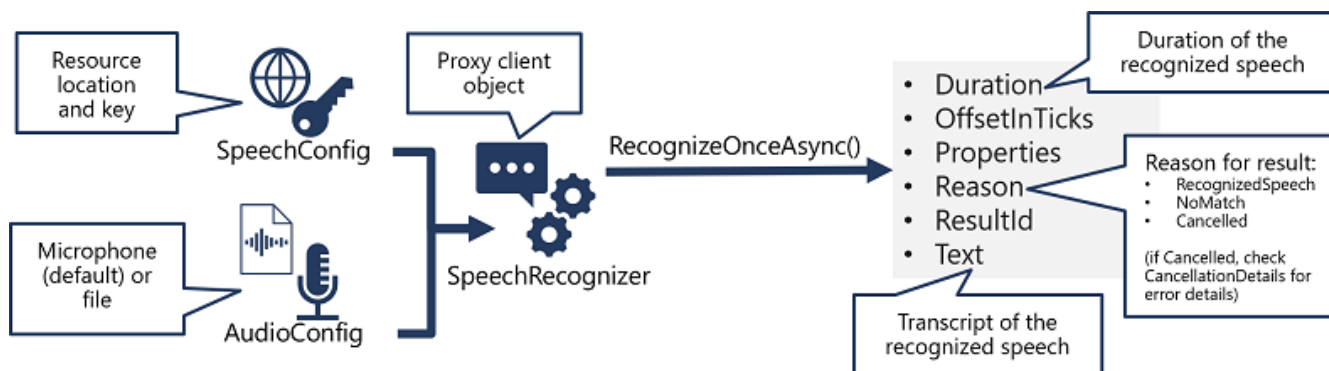 Resource
location
and key
SpeechConfig
Microphone
(default) or
file
AudioConfig
Proxy client
object
SpeechRecognizer
RecognizeOnceAsync()
• Duration
• OffsetInTicks
• Properties
• Reason
• ResultId
• Text
Duration of the
recognized speech
Reason for result:
• RecognizedSpeech
• NoMatch
• Cancelled
(if Cancelled, check
CancellationDetails for
error details)
Transcript of the
recognized speech